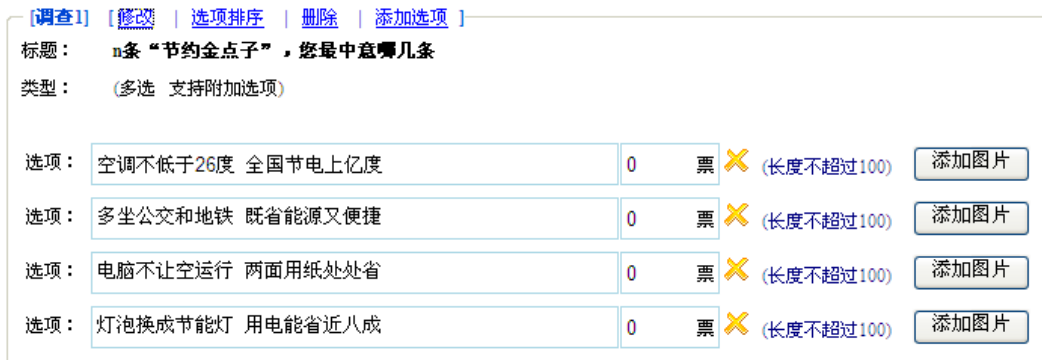 [调查1] [修改 | 选项排序 | 删除 | 添加选项 ]
标题： n条“节约金点子”，您最中意哪几条
类型： (多选 支持附加选项)
选项： 空调不低于26度 全国节电上亿度 0 票 (长度不超过100) 添加图片
选项： 多坐公交和地铁 既省能源又便捷 0 票 (长度不超过100) 添加图片
选项： 电脑不让空运行 两面用纸处处省 0 票 (长度不超过100) 添加图片
选项： 灯泡换成节能灯 用电能省近八成 0 票 (长度不超过100) 添加图片